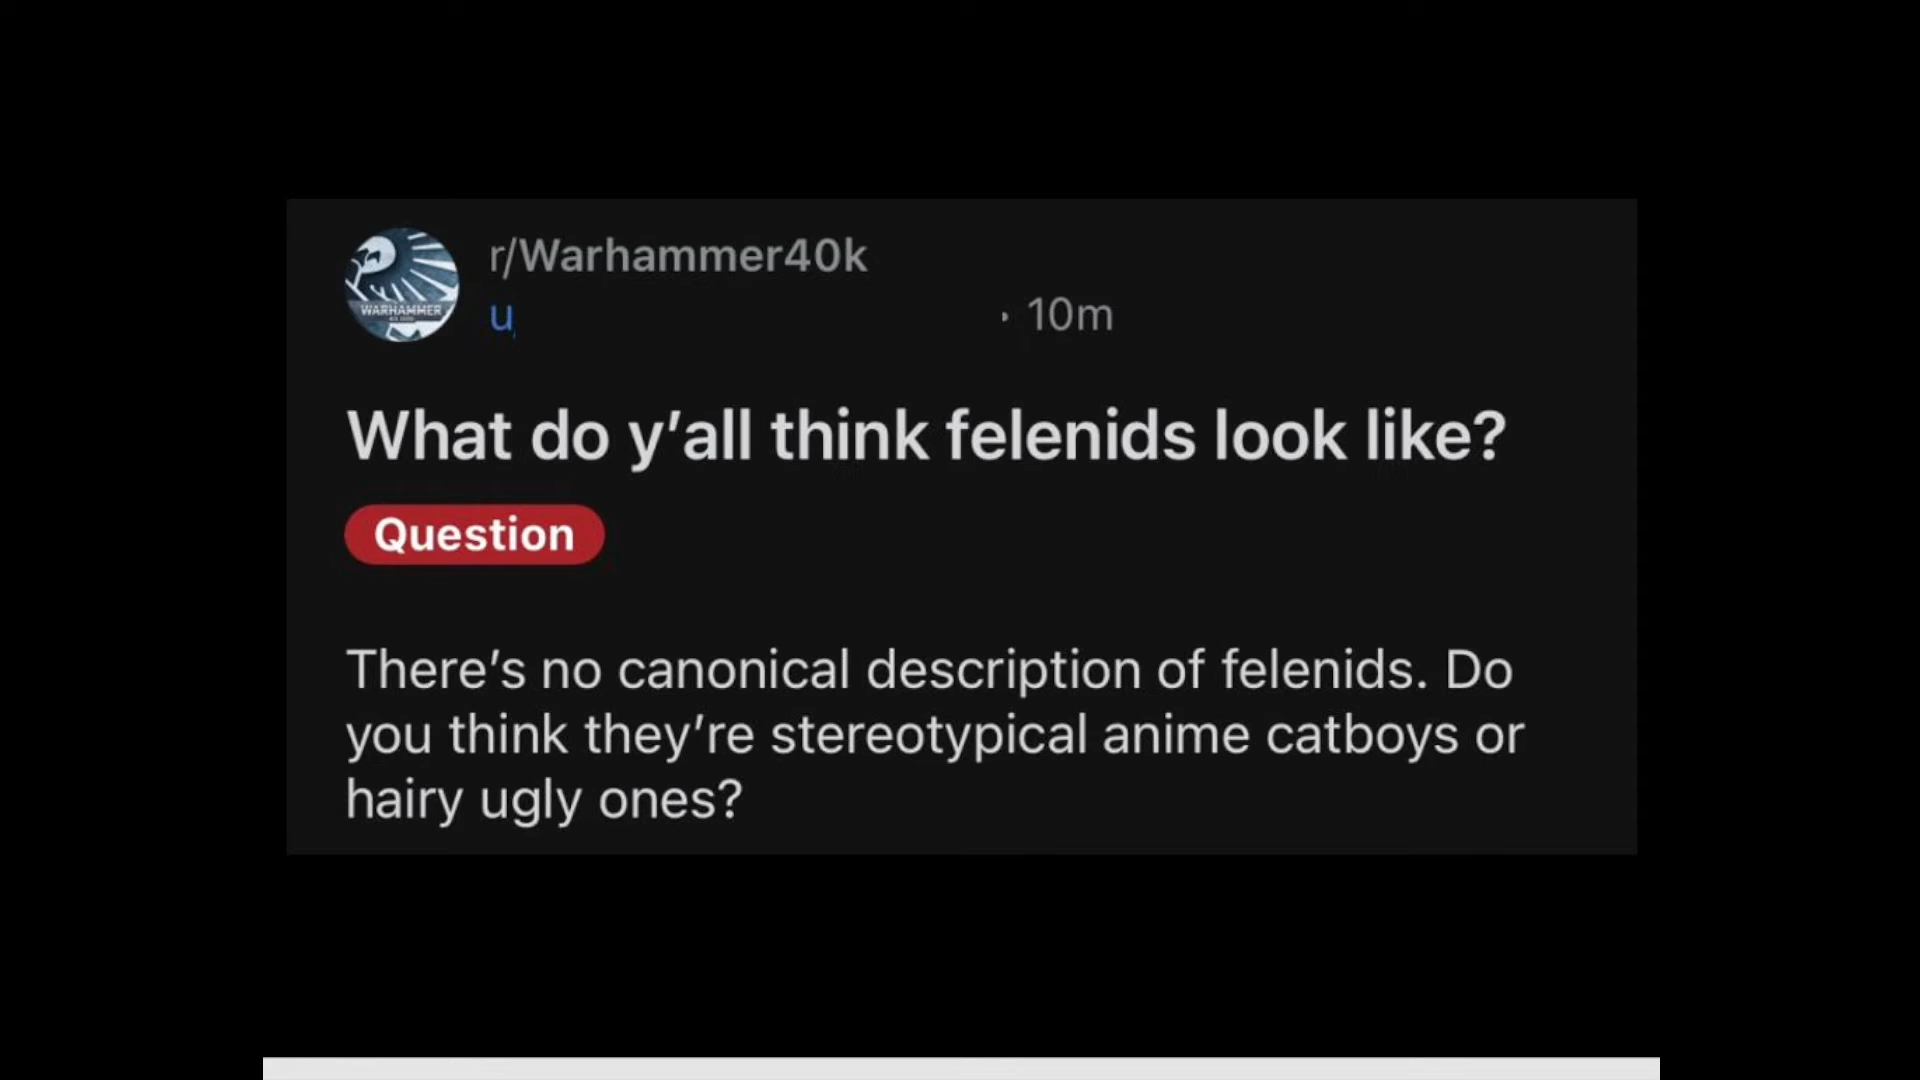 r/Warhammer40k
u
• 10m
WARHAMMER
What do y'all think felenids look like?
Question
There's no canonical description of felenids. Do
you think they're stereotypical anime catboys or
hairy ugly ones?